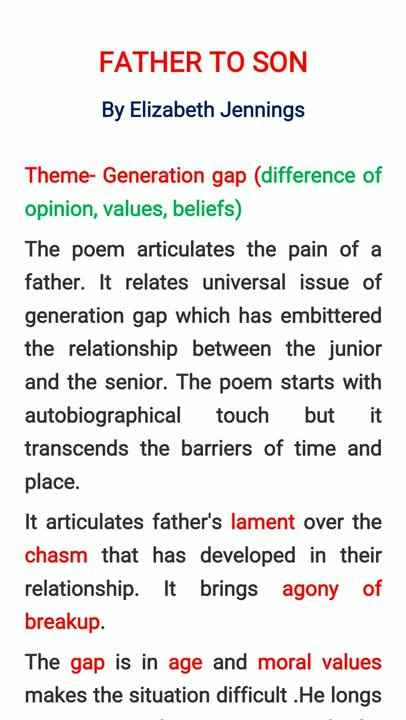 FATHER TO SON
By Elizabeth Jennings
Theme- Generation gap (difference of
opinion, values, beliefs)
The poem articulates the pain of a
father. It relates universal issue of
generation gap which has embittered
the relationship between the junior
and the senior. The poem starts with
autobiographical touch but it
transcends the barriers of time and
place.
It articulates father's lament over the
chasm that has developed in their
relationship. It brings agony of
breakup.
The gap is in age and moral values
makes the situation difficult .He longs